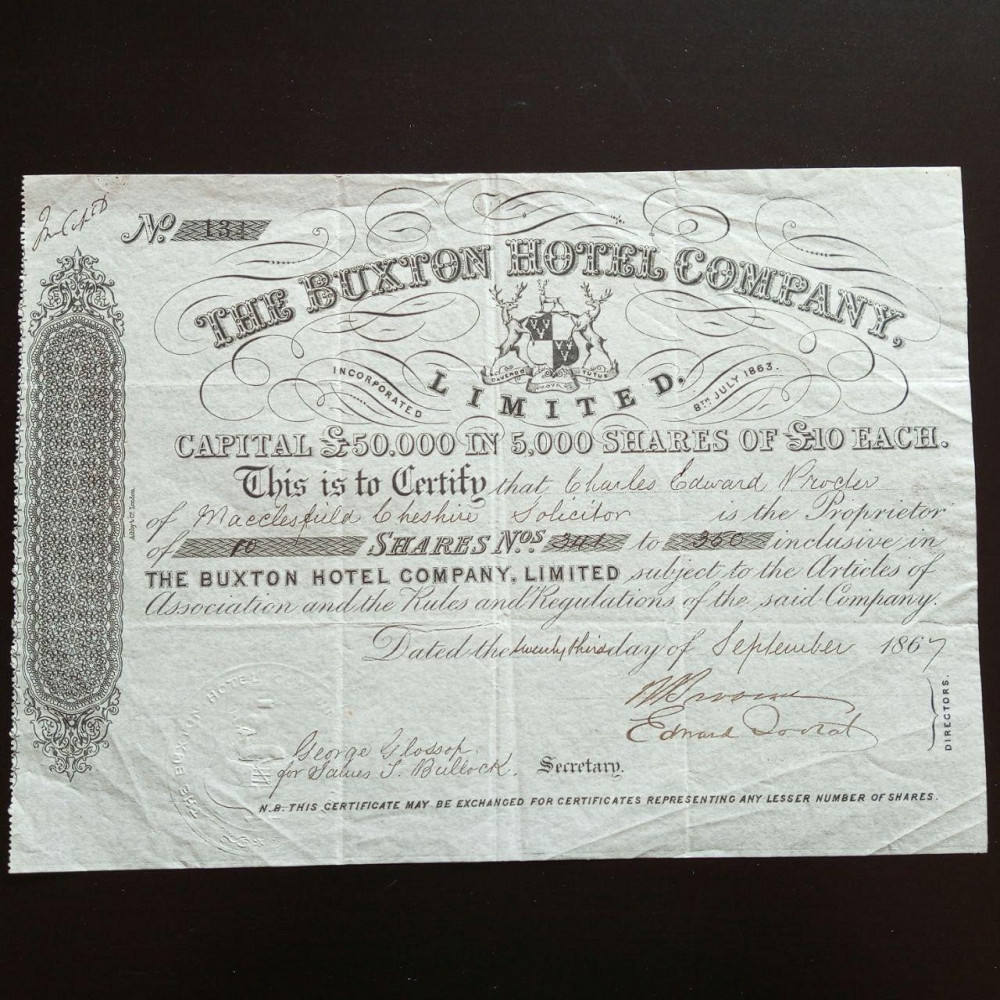 No 131
THE BUXTON HOTEL COMPANY,
INCORPORATED LIMITED. 8TH JULY 1863.
CAPITAL £50.000 IN 5,000 SHARES OF £10 EACH.
This is to Certify that Charles Edward Procter
of Macclesfield Cheshire Solicitor is the Proprietor
of 10 SHARES NOS 341 to 350 inclusive in
THE BUXTON HOTEL COMPANY, LIMITED subject to the Articles of
Association and the Rules and Regulations of the said Company.
Dated the twenty third day of September 1867
Edward
DIRECTORS.
George Glossop
for James T. Bullock. Secretary.
THE BUXTON HOTEL
N.B. THIS CERTIFICATE MAY BE EXCHANGED FOR CERTIFICATES REPRESENTING ANY LESSER NUMBER OF SHARES.